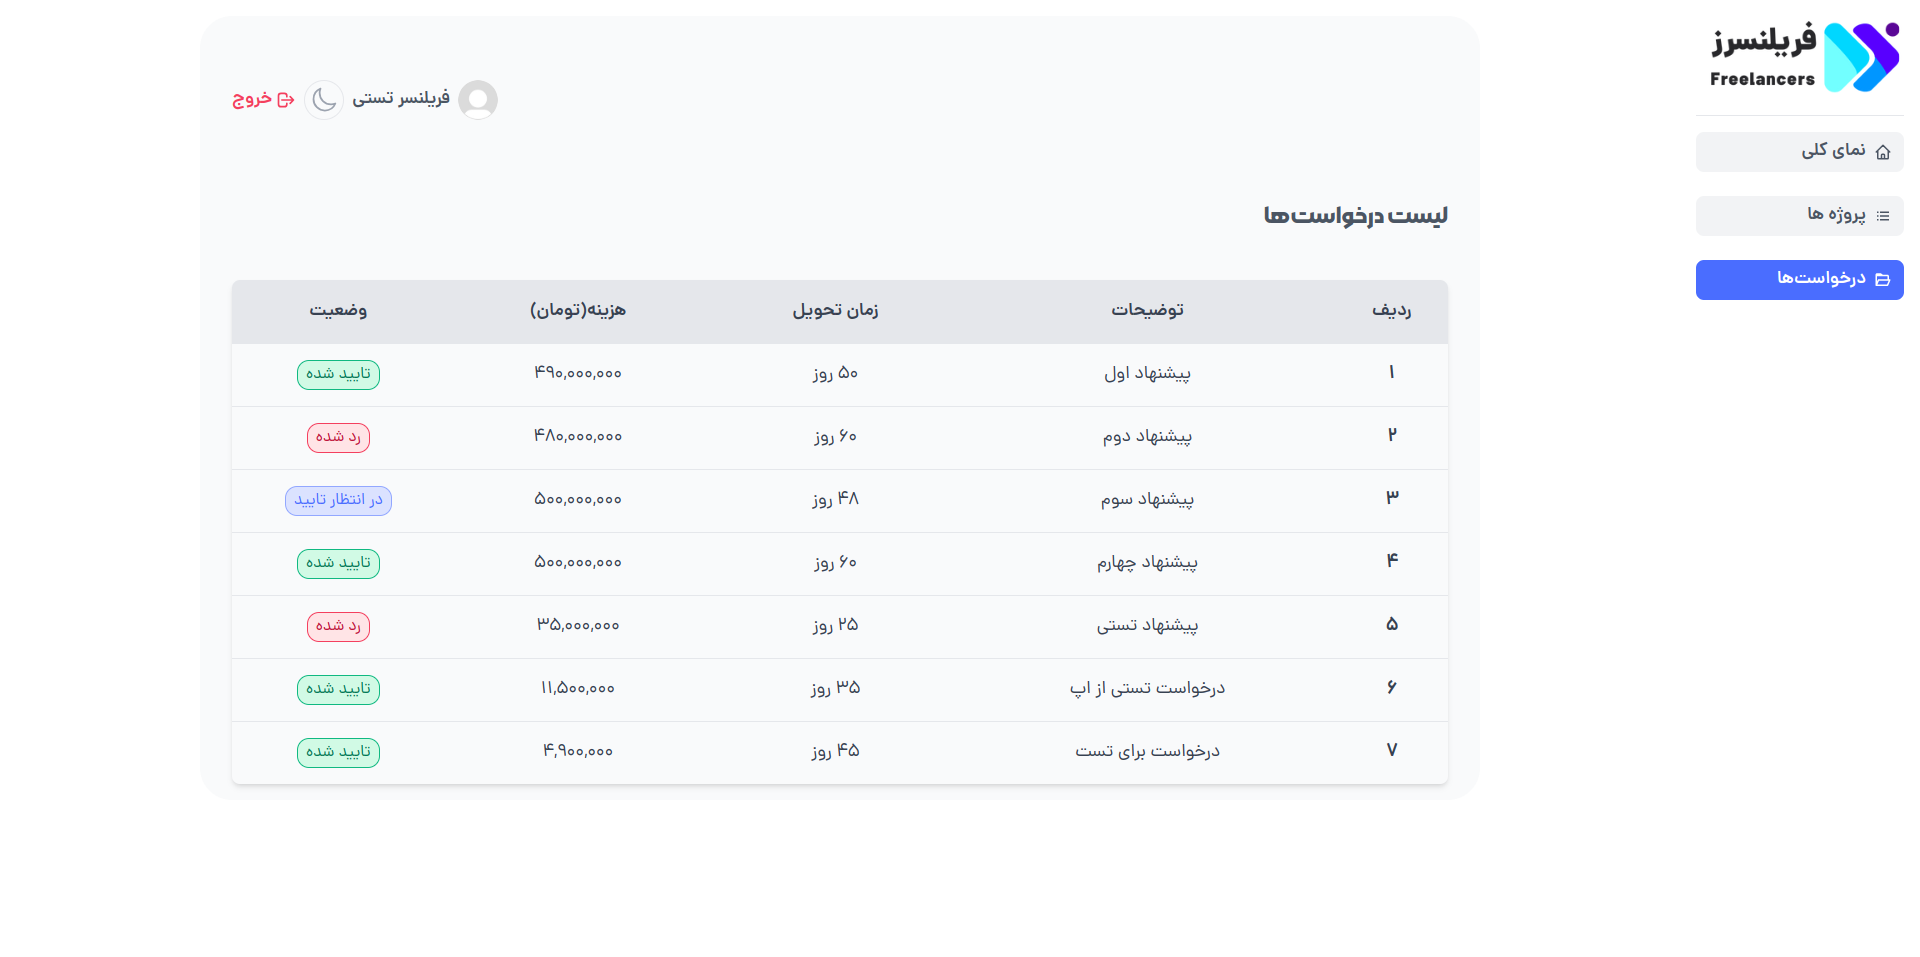 فریلنسرز
Freelancers
نمای کلی
پروژه ها
درخواست‌ها
فریلنسر تستی
خروج
لیست درخواست‌ها
ردیف توضیحات زمان تحویل هزینه(تومان) وضعیت
۱ پیشنهاد اول ۵۰ روز ۴۹۰,۰۰۰,۰۰۰ تایید شده
۲ پیشنهاد دوم ۶۰ روز ۴۸۰,۰۰۰,۰۰۰ رد شده
۳ پیشنهاد سوم ۴۸ روز ۵۰۰,۰۰۰,۰۰۰ در انتظار تایید
۴ پیشنهاد چهارم ۶۰ روز ۵۰۰,۰۰۰,۰۰۰ تایید شده
۵ پیشنهاد تستی ۲۵ روز ۳۵,۰۰۰,۰۰۰ رد شده
۶ درخواست تستی از اپ ۳۵ روز ۱۱,۵۰۰,۰۰۰ تایید شده
۷ درخواست برای تست ۴۵ روز ۴,۹۰۰,۰۰۰ تایید شده